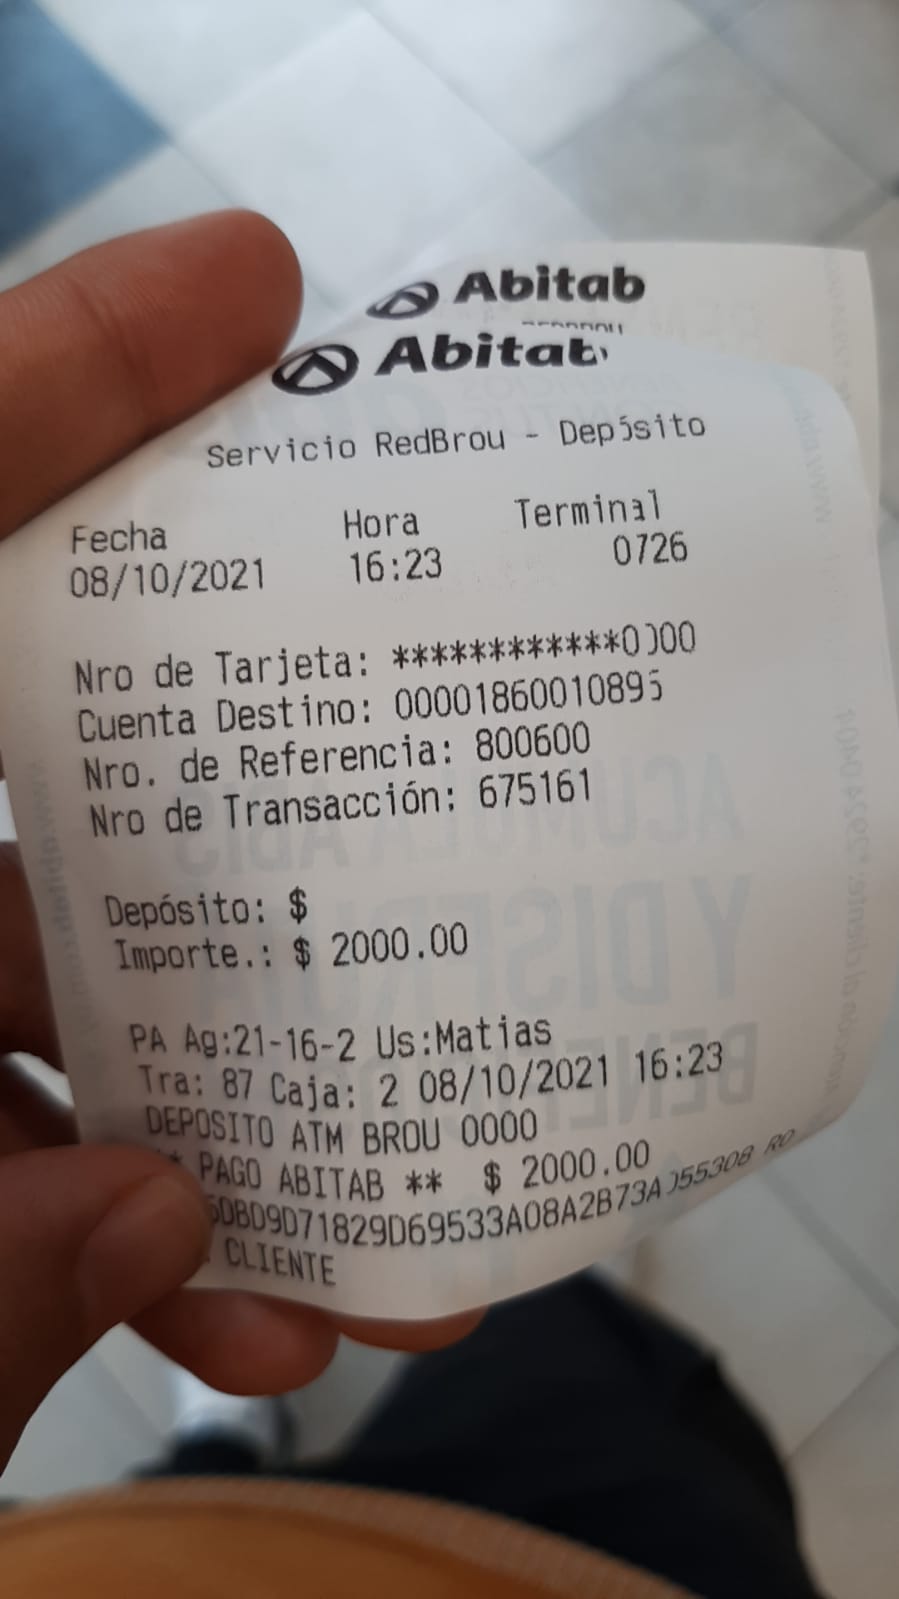 Abitab
Abitab
Servicio RedBrou - Depósito
Fecha Hora Terminal
08/10/2021 16:23 0726
Nro de Tarjeta: ************0000
Cuenta Destino: 00001860010895
Nro. de Referencia: 800600
Nro de Transacción: 675161
Depósito: $
Importe.: $ 2000.00
PA Ag:21-16-2 Us:Matias
Tra: 87 Caja: 2 08/10/2021 16:23
DEPOSITO ATM BROU 0000
** PAGO ABITAB ** $ 2000.00
CLIENTE